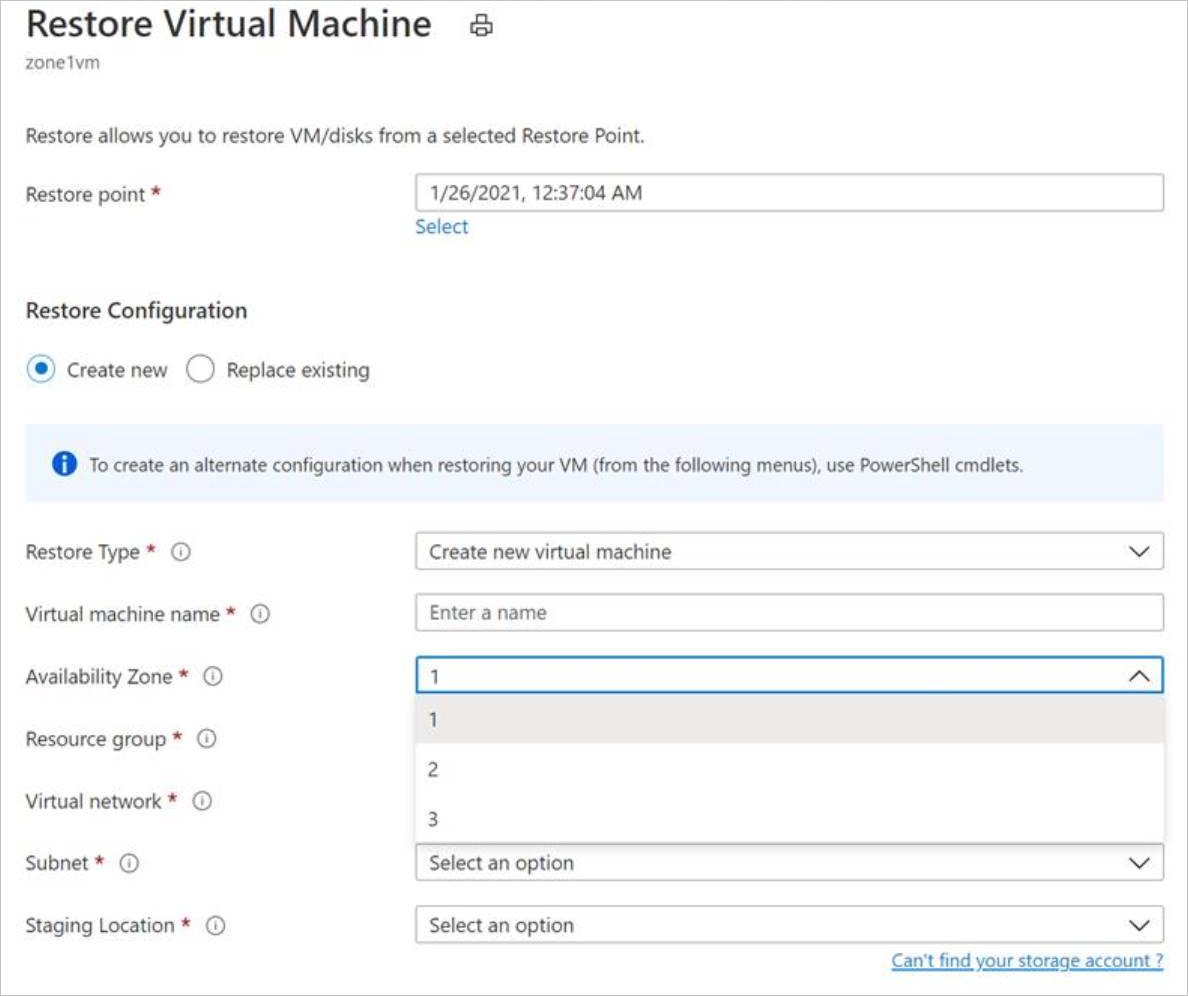 Restore Virtual Machine
zone1vm
Restore allows you to restore VM/disks from a selected Restore Point.
Restore point *
1/26/2021, 12:37:04 AM
Select
Restore Configuration
Create new
Replace existing
To create an alternate configuration when restoring your VM (from the following menus), use PowerShell cmdlets.
Restore Type *
Create new virtual machine
Virtual machine name *
Enter a name
Availability Zone *
1
1
2
3
Resource group *
Virtual network *
Subnet *
Select an option
Staging Location *
Select an option
Can't find your storage account ?